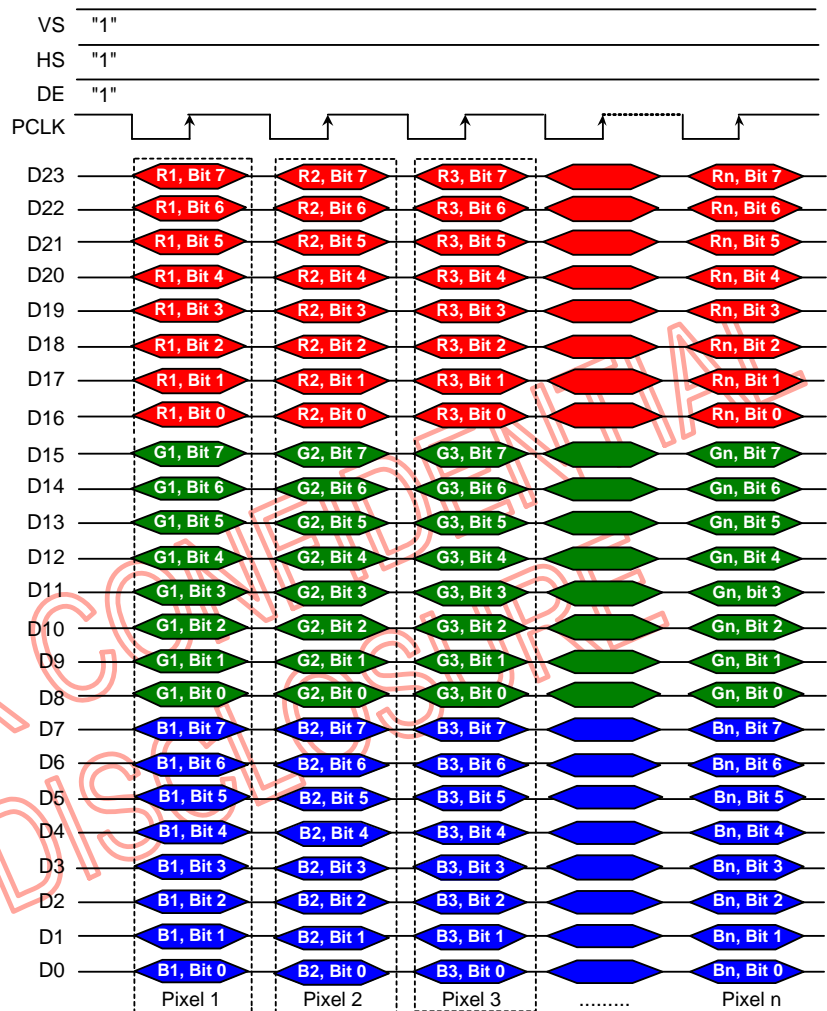 VS "1"
HS "1"
DE "1"
PCLK
D23 R1, Bit 7 R2, Bit 7 R3, Bit 7 Rn, Bit 7
D22 R1, Bit 6 R2, Bit 6 R3, Bit 6 Rn, Bit 6
D21 R1, Bit 5 R2, Bit 5 R3, Bit 5 Rn, Bit 5
D20 R1, Bit 4 R2, Bit 4 R3, Bit 4 Rn, Bit 4
D19 R1, Bit 3 R2, Bit 3 R3, Bit 3 Rn, Bit 3
D18 R1, Bit 2 R2, Bit 2 R3, Bit 2 Rn, Bit 2
D17 R1, Bit 1 R2, Bit 1 R3, Bit 1 Rn, Bit 1
D16 R1, Bit 0 R2, Bit 0 R3, Bit 0 Rn, Bit 0
D15 G1, Bit 7 G2, Bit 7 G3, Bit 7 Gn, Bit 7
D14 G1, Bit 6 G2, Bit 6 G3, Bit 6 Gn, Bit 6
D13 G1, Bit 5 G2, Bit 5 G3, Bit 5 Gn, Bit 5
D12 G1, Bit 4 G2, Bit 4 G3, Bit 4 Gn, Bit 4
D11 G1, Bit 3 G2, Bit 3 G3, Bit 3 Gn, bit 3
D10 G1, Bit 2 G2, Bit 2 G3, Bit 2 Gn, Bit 2
D9 G1, Bit 1 G2, Bit 1 G3, Bit 1 Gn, Bit 1
D8 G1, Bit 0 G2, Bit 0 G3, Bit 0 Gn, Bit 0
D7 B1, Bit 7 B2, Bit 7 B3, Bit 7 Bn, Bit 7
D6 B1, Bit 6 B2, Bit 6 B3, Bit 6 Bn, Bit 6
D5 B1, Bit 5 B2, Bit 5 B3, Bit 5 Bn, Bit 5
D4 B1, Bit 4 B2, Bit 4 B3, Bit 4 Bn, Bit 4
D3 B1, Bit 3 B2, Bit 3 B3, Bit 3 Bn, Bit 3
D2 B1, Bit 2 B2, Bit 2 B3, Bit 2 Bn, Bit 2
D1 B1, Bit 1 B2, Bit 1 B3, Bit 1 Bn, Bit 1
D0 B1, Bit 0 B2, Bit 0 B3, Bit 0 Bn, Bit 0
Pixel 1 Pixel 2 Pixel 3 ......... Pixel n
CONFIDENTIAL
DISCLOSURE